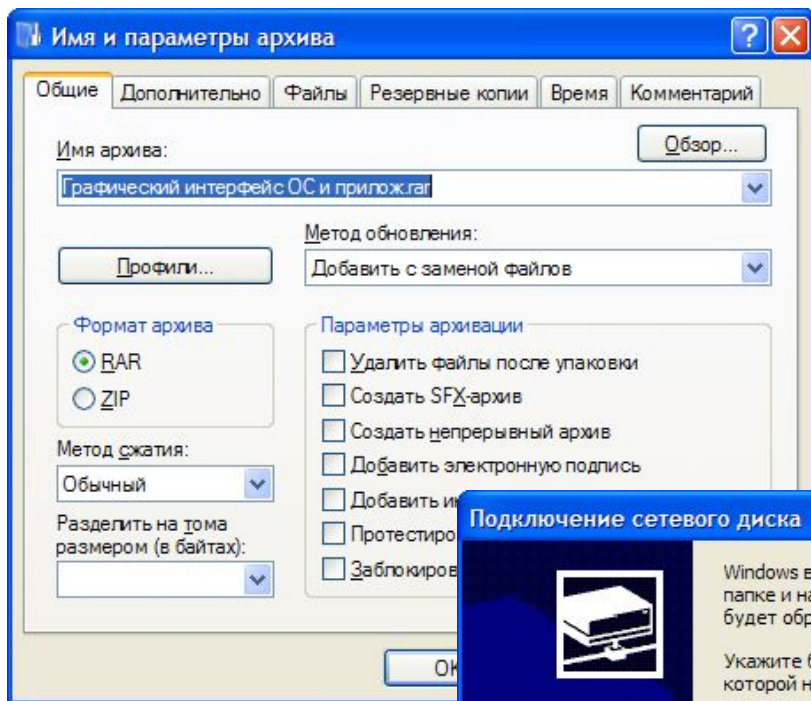 Имя и параметры архива
Общие Дополнительно Файлы Резервные копии Время Комментарий
Имя архива:
Обзор...
Графический интерфейс ОС и прилож.rar
Метод обновления:
Профили...
Добавить с заменой файлов
Формат архива
RAR
ZIP
Метод сжатия:
Обычный
Разделить на тома
размером (в байтах):
Параметры архивации
Удалить файлы после упаковки
Создать SFX-архив
Создать непрерывный архив
Добавить электронную подпись
Добавить
Подключение сетевого диска
Windows
папке и
будет
Укажите
которой